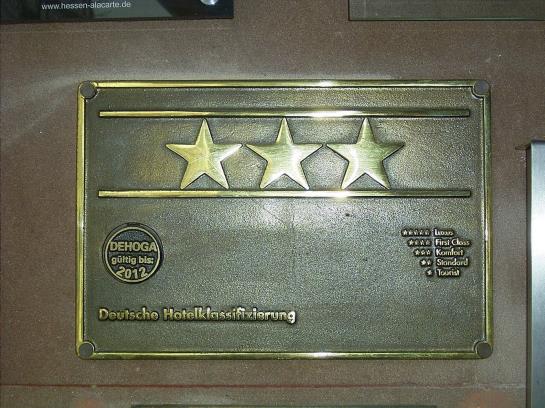 www.hessen-alacarte.de
DEHOGA
gültig bis:
2012
★★★★★ Luxus
★★★★ First Class
★★★ Komfort
★★ Standard
★ Tourist
Deutsche Hotelklassifizierung